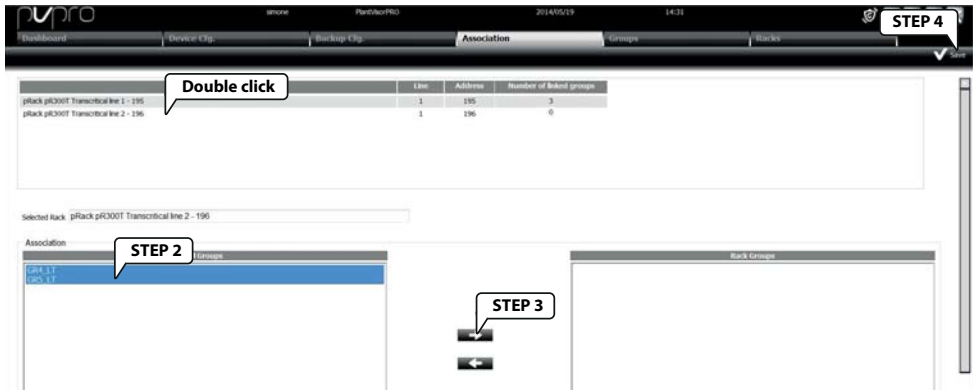 pvpro simone PlantVisorPRO 2014/05/19 14:31
STEP 4
Dashboard Device Cfg. Backup Cfg. Association Groups Racks
Save
Double click
Line Address Number of linked groups
pRack pR300T Transcritical line 1 - 195 1 195 3
pRack pR300T Transcritical line 2 - 196 1 196 0
Selected Rack pRack pR300T Transcritical line 2 - 196
Association
STEP 2
Groups Rack Groups
GR4_LT
GR5_LT
STEP 3